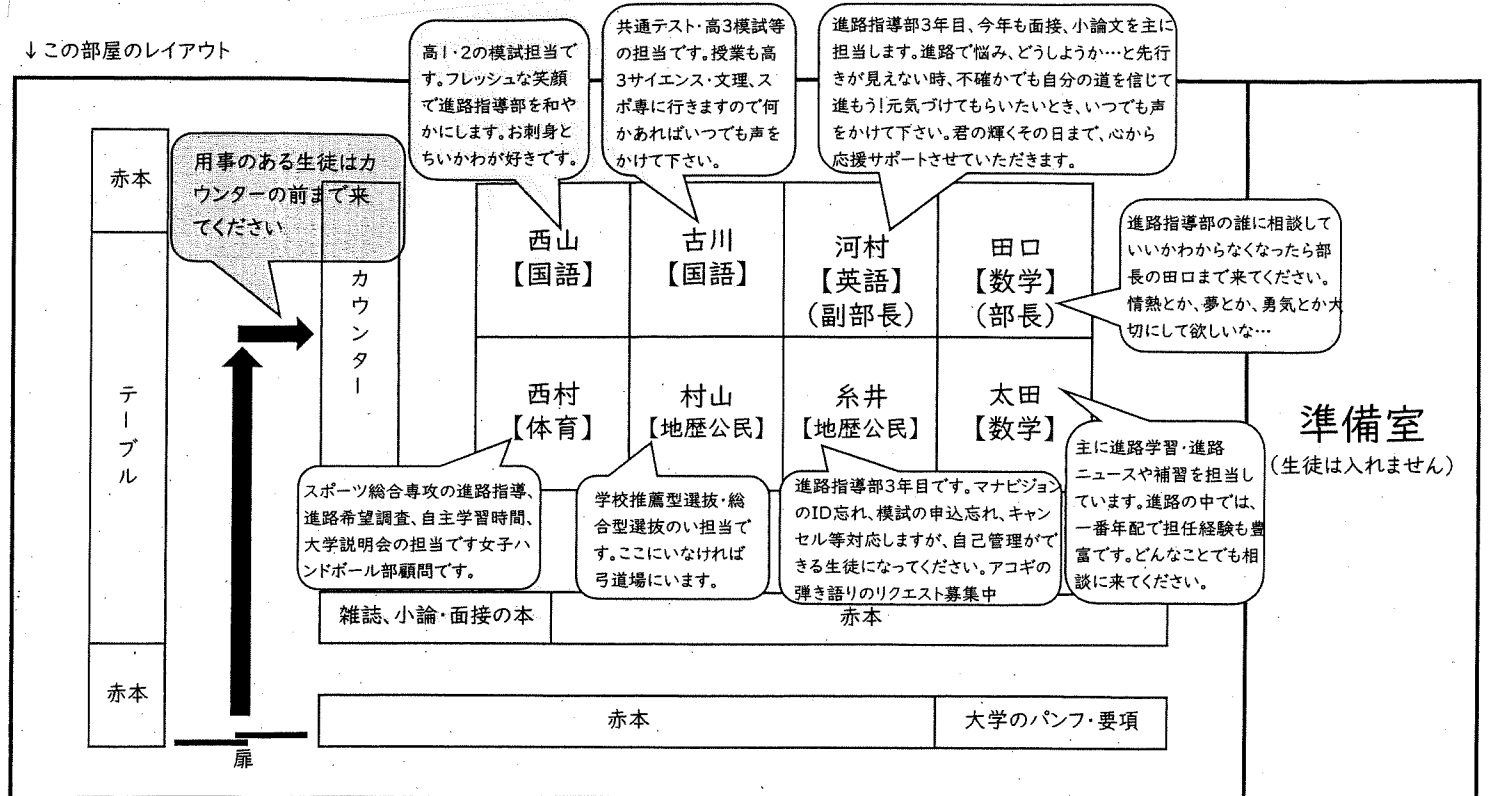 ↓この部屋のレイアウト
高1・2の模試担当で
す。フレッシュな笑顔
で進路指導部を和や
かにします。お刺身と
ちいかわが好きです。
共通テスト・高3模試等
の担当です。授業も高
3サイエンス・文理、ス
ポ専に行きますので何
かあればいつでも声を
かけて下さい。
進路指導部3年目、今年も面接、小論文を主に
担当します。進路で悩み、どうしようか…と先行
きが見えない時、不確かでも自分の道を信じて
進もう！元気づけてもらいたいとき、いつでも声
をかけて下さい。君の輝くその日まで、心から
応援サポートさせていただきます。
赤本
用事のある生徒はカ
ウンターの前まで来
てください
カウンター
テーブル
赤本
西山
【国語】
古川
【国語】
河村
【英語】
（副部長）
田口
【数学】
（部長）
進路指導部の誰に相談して
いいかわからなくなったら部
長の田口まで来てください。
情熱とか、夢とか、勇気とか大
切にして欲しいな…
西村
【体育】
村山
【地歴公民】
糸井
【地歴公民】
太田
【数学】
準備室
（生徒は入れません）
スポーツ総合専攻の進路指導、
進路希望調査、自主学習時間、
大学説明会の担当です女子ハ
ンドボール部顧問です。
学校推薦型選抜・総
合型選抜のい担当で
す。ここにいなければ
弓道場にいます。
進路指導部3年目です。マナビジョン
のID忘れ、模試の申込忘れ、キャン
セル等対応しますが、自己管理がで
きる生徒になってください。アコギの
弾き語りのリクエスト募集中
主に進路学習・進路
ニュースや補習を担当し
ています。進路の中では、
一番年配で担任経験も豊
富です。どんなことでも相
談に来てください。
雑誌、小論・面接の本
赤本
赤本
大学のパンフ・要項
扉